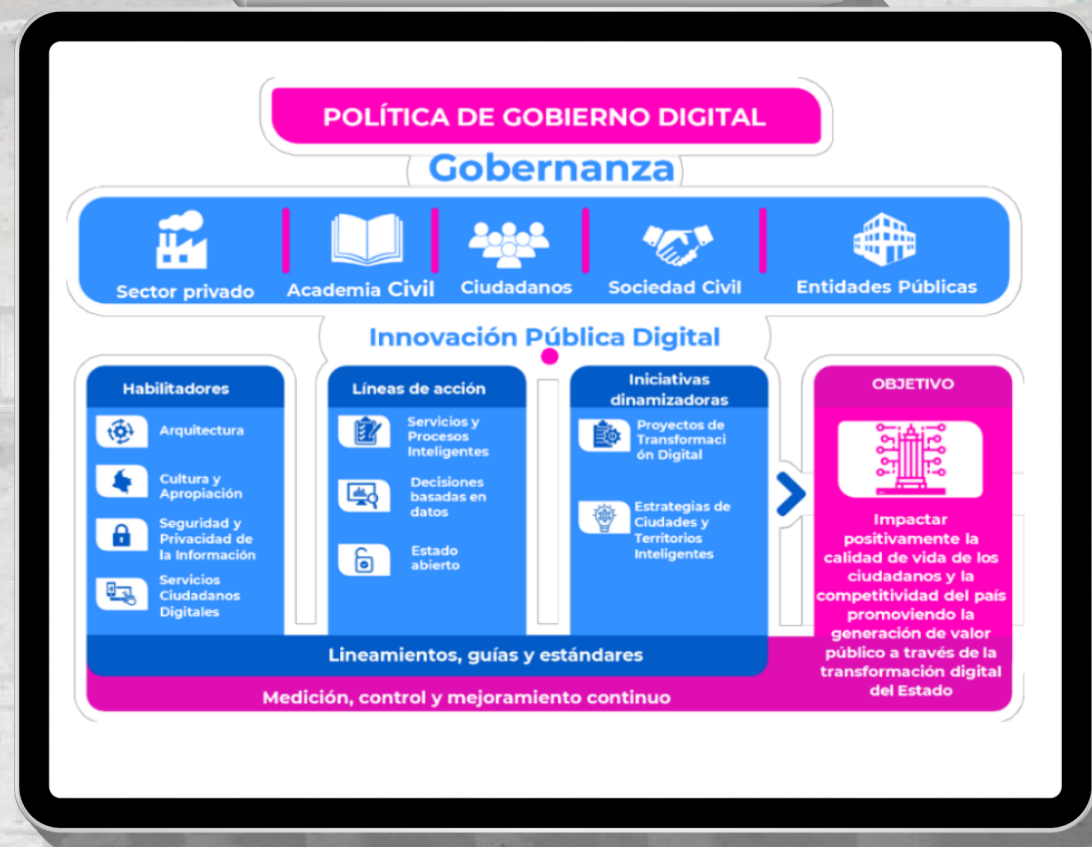 POLÍTICA DE GOBIERNO DIGITAL
Gobernanza
Sector privado
Academia Civil
Ciudadanos
Sociedad Civil
Entidades Públicas
Innovación Pública Digital
Habilitadores
Arquitectura
Cultura y
Apropiación
Seguridad y
Privacidad de
la Información
Servicios
Ciudadanos
Digitales
Líneas de acción
Servicios y
Procesos
Inteligentes
Decisiones
basadas en
datos
Estado
abierto
Iniciativas
dinamizadoras
Proyectos de
Transformaci
ón Digital
Estrategias de
Ciudades y
Territorios
Inteligentes
OBJETIVO
Impactar
positivamente la
calidad de vida de los
ciudadanos y la
competitividad del país
promoviendo la
generación de valor
público a través de la
transformación digital
del Estado
Lineamientos, guías y estándares
Medición, control y mejoramiento continuo